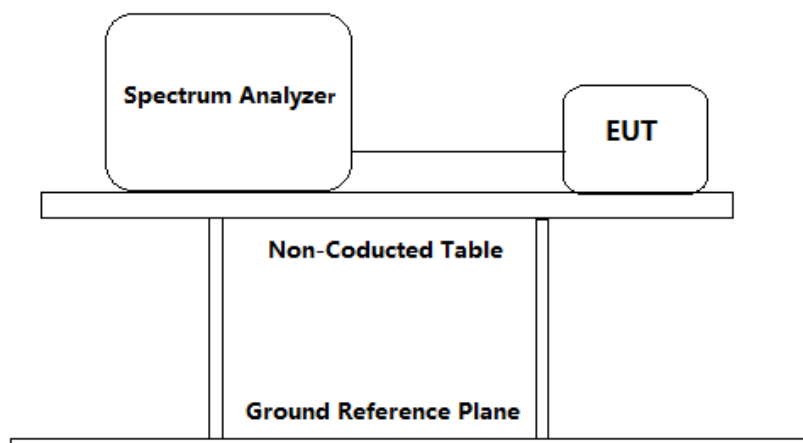 Spectrum Analyzer
EUT
Non-Coducted Table
Ground Reference Plane